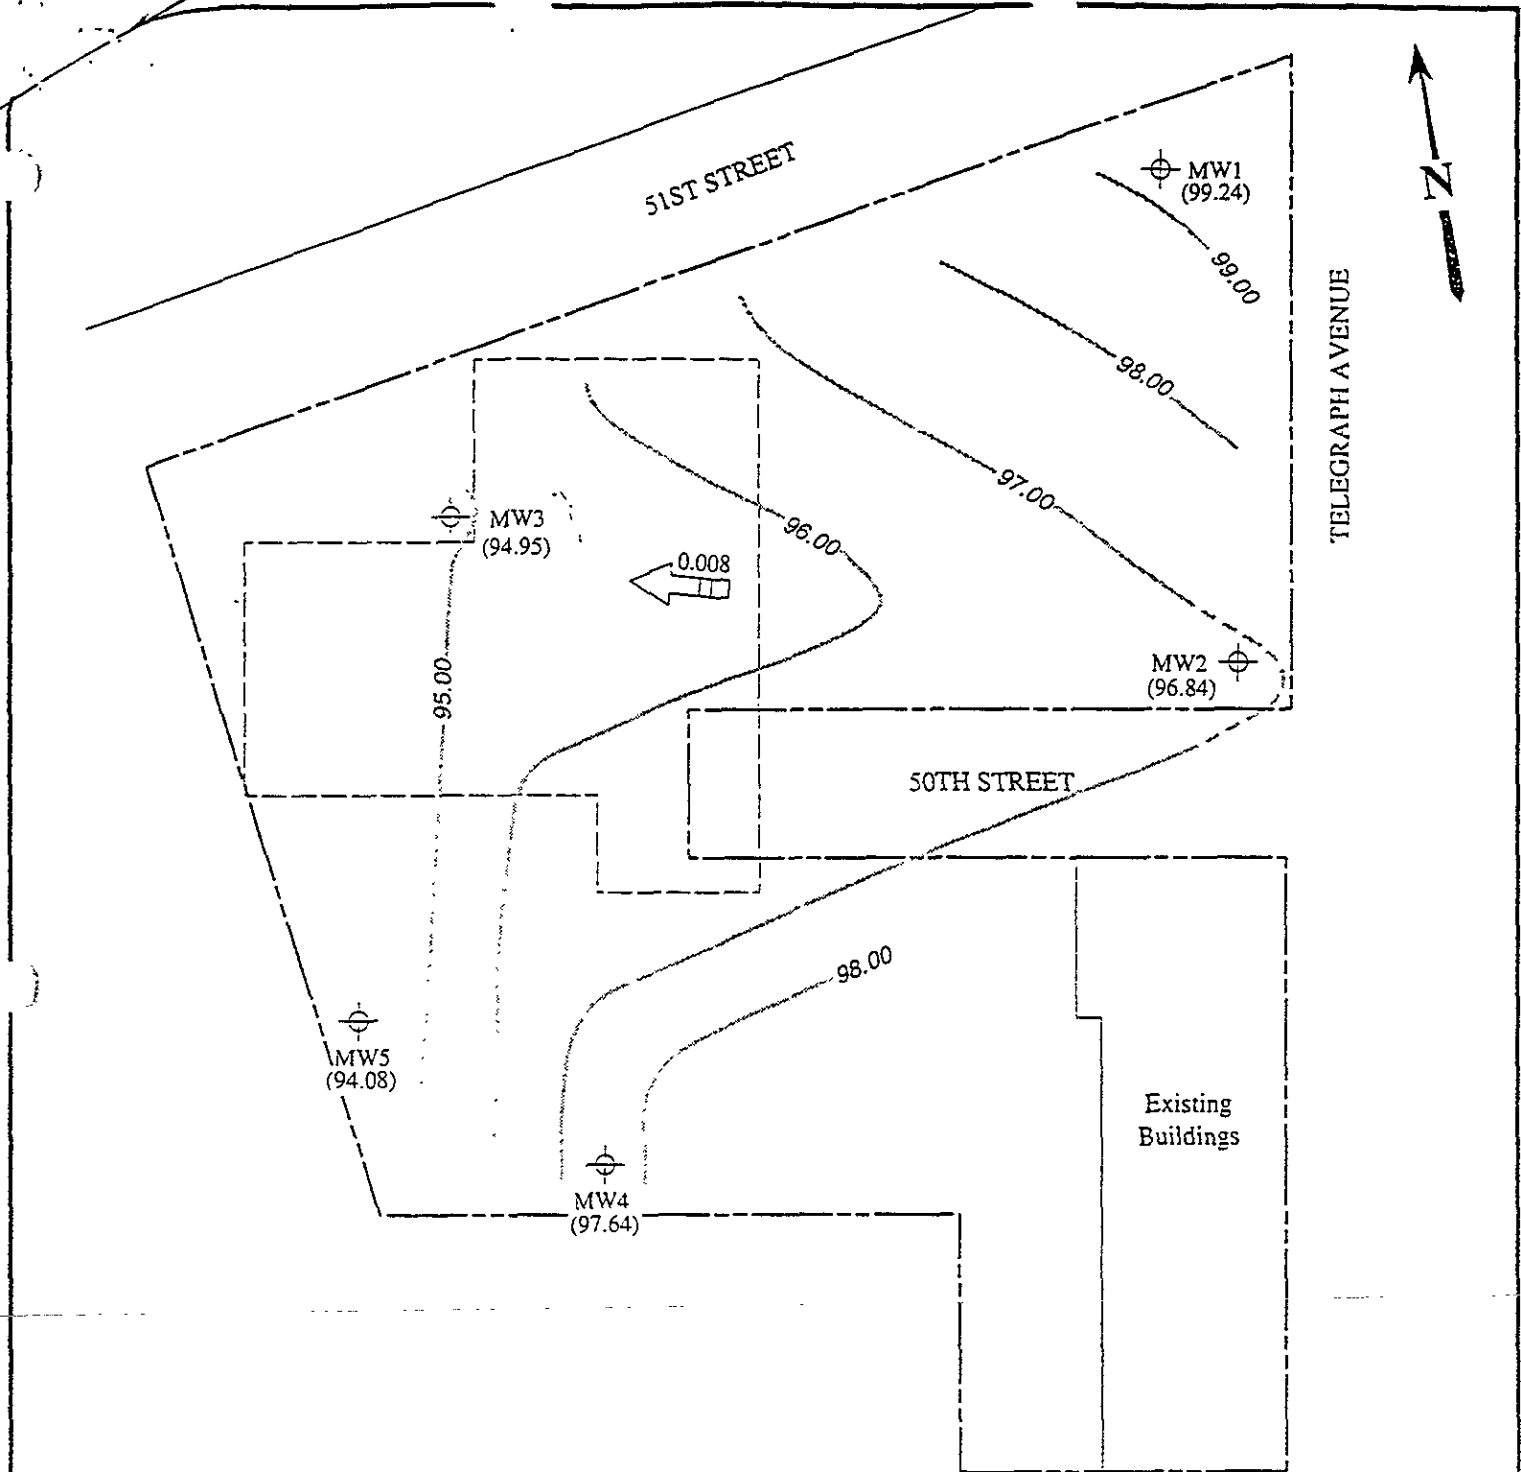 51ST STREET
MW1
(99.24)
N
99.00
TELEGRAPH AVENUE
98.00
97.00
MW3
(94.95)
96.00
0.008
95.00
MW2
(96.84)
50TH STREET
98.00
MW5
(94.08)
Existing
Buildings
MW4
(97.64)